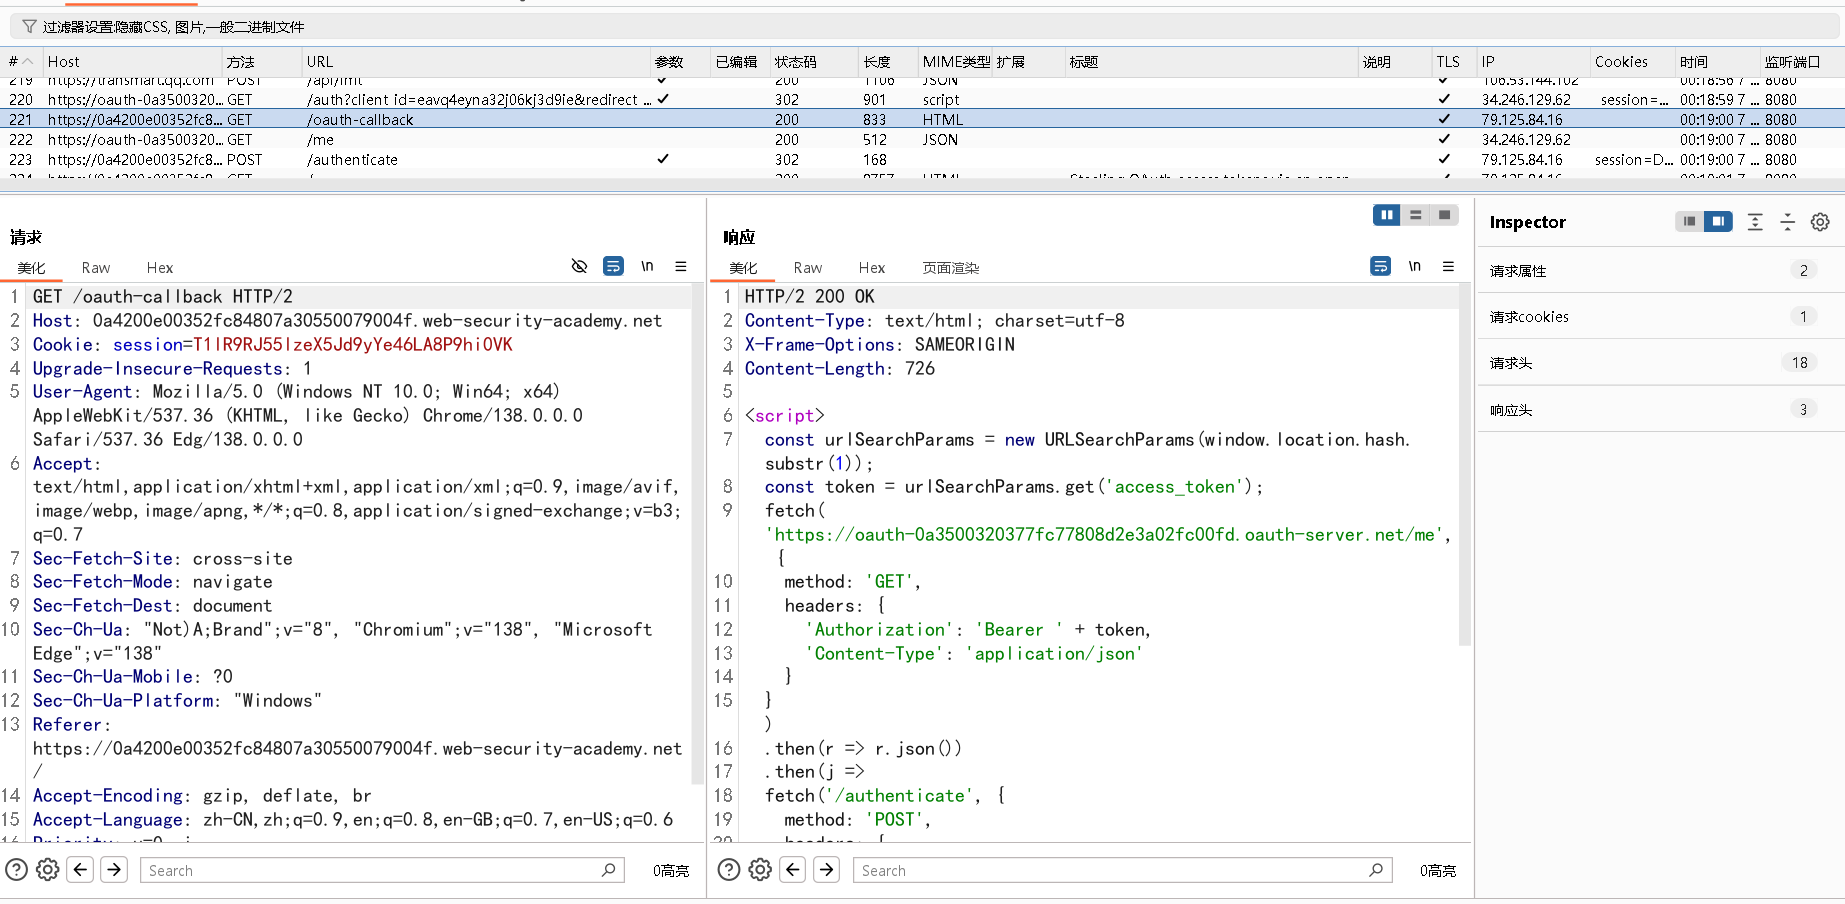 过滤器设置:隐藏CSS, 图片,一般二进制文件
# Host 方法 URL 参数 已编辑 状态码 长度 MIME类型 扩展 标题 说明 TLS IP Cookies 时间 监听端口
219 https://transmart.qq.com POST /api/imt ✓ 200 1106 JSON ✓ 106.53.144.102 00:18:56 7 ... 8080
220 https://oauth-0a3500320... GET /auth?client_id=eavq4eyna32j06kj3d9ie&redirect ... ✓ 302 901 script ✓ 34.246.129.62 session=... 00:18:59 7 ... 8080
221 https://0a4200e00352fc8... GET /oauth-callback 200 833 HTML ✓ 79.125.84.16 00:19:00 7 ... 8080
222 https://oauth-0a3500320... GET /me 200 512 JSON ✓ 34.246.129.62 00:19:00 7 ... 8080
223 https://0a4200e00352fc8... POST /authenticate ✓ 302 168 ✓ 79.125.84.16 session=D... 00:19:00 7 ... 8080
请求
美化 Raw Hex \n
1 GET /oauth-callback HTTP/2
2 Host: 0a4200e00352fc84807a30550079004f.web-security-academy.net
3 Cookie: session=T1lR9RJ55lzeX5Jd9yYe46LA8P9hi0VK
4 Upgrade-Insecure-Requests: 1
5 User-Agent: Mozilla/5.0 (Windows NT 10.0; Win64; x64)
AppleWebKit/537.36 (KHTML, like Gecko) Chrome/138.0.0.0
Safari/537.36 Edg/138.0.0.0
6 Accept:
text/html,application/xhtml+xml,application/xml;q=0.9,image/avif,
image/webp,image/apng,*/*;q=0.8,application/signed-exchange;v=b3;
q=0.7
7 Sec-Fetch-Site: cross-site
8 Sec-Fetch-Mode: navigate
9 Sec-Fetch-Dest: document
10 Sec-Ch-Ua: "Not)A;Brand";v="8", "Chromium";v="138", "Microsoft
Edge";v="138"
11 Sec-Ch-Ua-Mobile: ?0
12 Sec-Ch-Ua-Platform: "Windows"
13 Referer:
https://0a4200e00352fc84807a30550079004f.web-security-academy.net
/
14 Accept-Encoding: gzip, deflate, br
15 Accept-Language: zh-CN,zh;q=0.9,en;q=0.8,en-GB;q=0.7,en-US;q=0.6
Search 0高亮
响应
美化 Raw Hex 页面渲染 \n
1 HTTP/2 200 OK
2 Content-Type: text/html; charset=utf-8
3 X-Frame-Options: SAMEORIGIN
4 Content-Length: 726
5
6 <script>
7 const urlSearchParams = new URLSearchParams(window.location.hash.
substr(1));
8 const token = urlSearchParams.get('access_token');
9 fetch(
'https://oauth-0a3500320377fc77808d2e3a02fc00fd.oauth-server.net/me',
{
10 method: 'GET',
11 headers: {
12 'Authorization': 'Bearer ' + token,
13 'Content-Type': 'application/json'
14 }
15 }
)
16 .then(r => r.json())
17 .then(j =>
18 fetch('/authenticate', {
19 method: 'POST',
20 headers: {
Search 0高亮
Inspector
请求属性 2
请求cookies 1
请求头 18
响应头 3